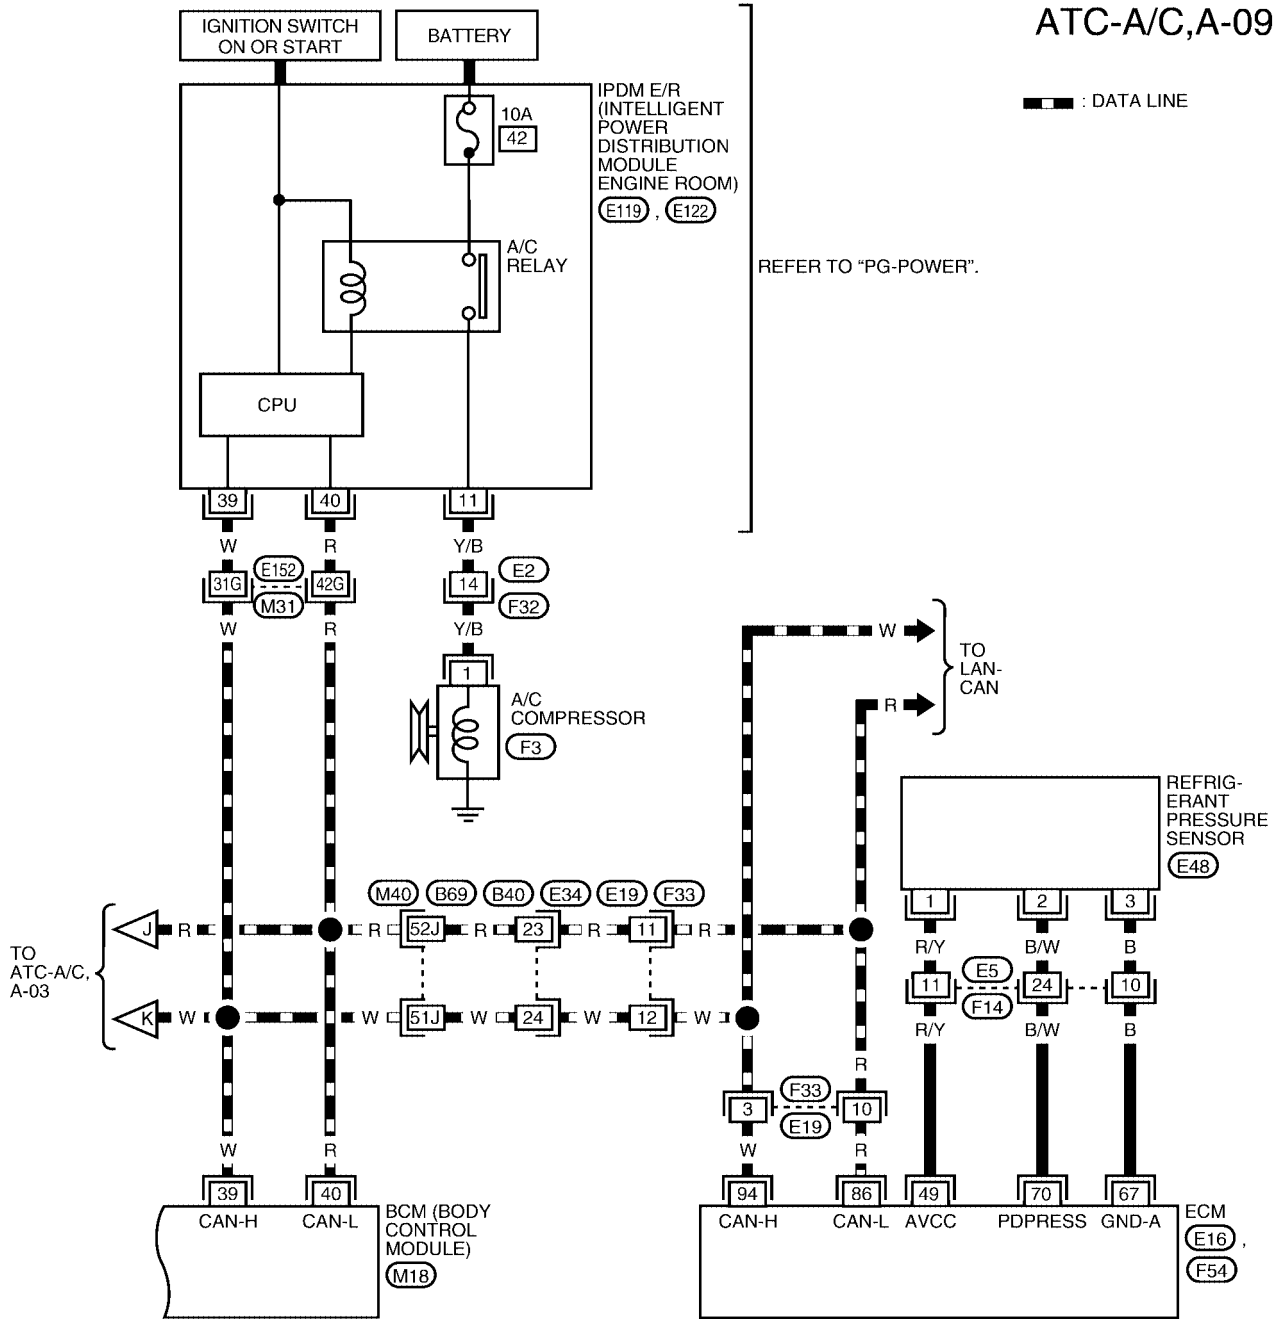 ATC-A/C,A-09
IGNITION SWITCH
ON OR START
BATTERY
: DATA LINE
10A
42
IPDM E/R
(INTELLIGENT
POWER
DISTRIBUTION
MODULE
ENGINE ROOM)
E119 , E122
A/C
RELAY
REFER TO “PG-POWER”.
CPU
39 40 11
W R Y/B
31G E152 42G 14 E2
M31 F32
W R Y/B
1
A/C
COMPRESSOR
F3
W
R
TO
LAN-
CAN
REFRIG-
ERANT
PRESSURE
SENSOR
E48
1 2 3
R/Y B/W B
11 E5 24 10
F14
R/Y B/W B
M40 B69 B40 E34 E19 F33
J R R 52J R 23 R 11 R
TO
ATC-A/C,
A-03
K W W 51J W 24 W 12 W
R
3 F33 10
E19
W R
W R
39 40
CAN-H CAN-L
BCM (BODY
CONTROL
MODULE)
M18
94 86 49 70 67
CAN-H CAN-L AVCC PDPRESS GND-A
ECM
E16 ,
F54